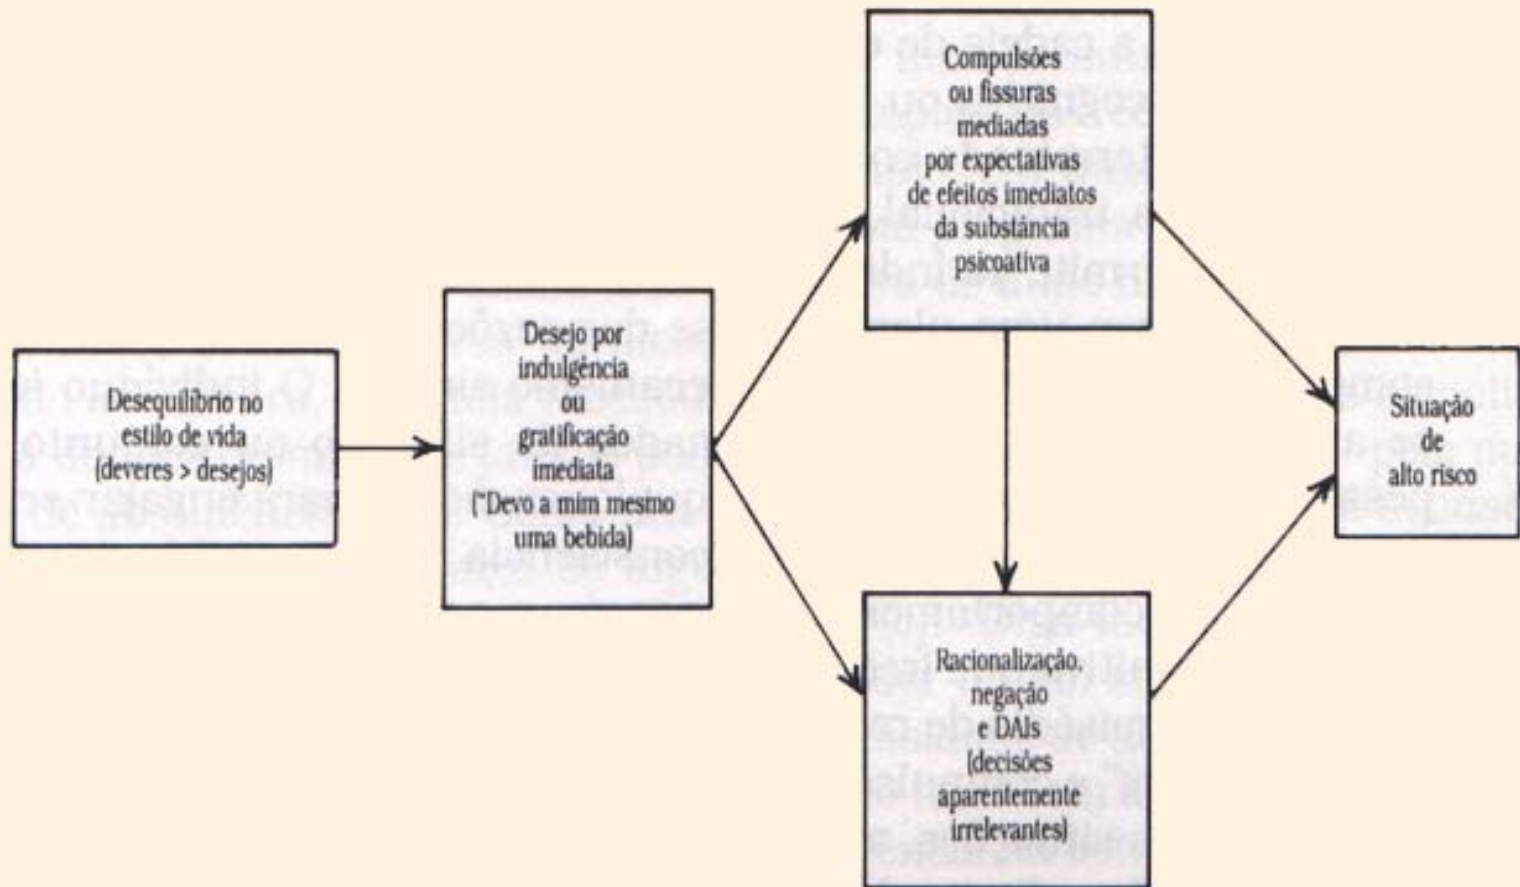 Desequilíbrio no
estilo de vida
(deveres > desejos)
Desejo por
indulgência
ou
gratificação
imediata
("Devo a mim mesmo
uma bebida)
Compulsões
ou fissuras
mediadas
por expectativas
de efeitos imediatos
da substância
psicoativa
Racionalização,
negação
e DAIs
(decisões
aparentemente
irrelevantes)
Situação
de
alto risco